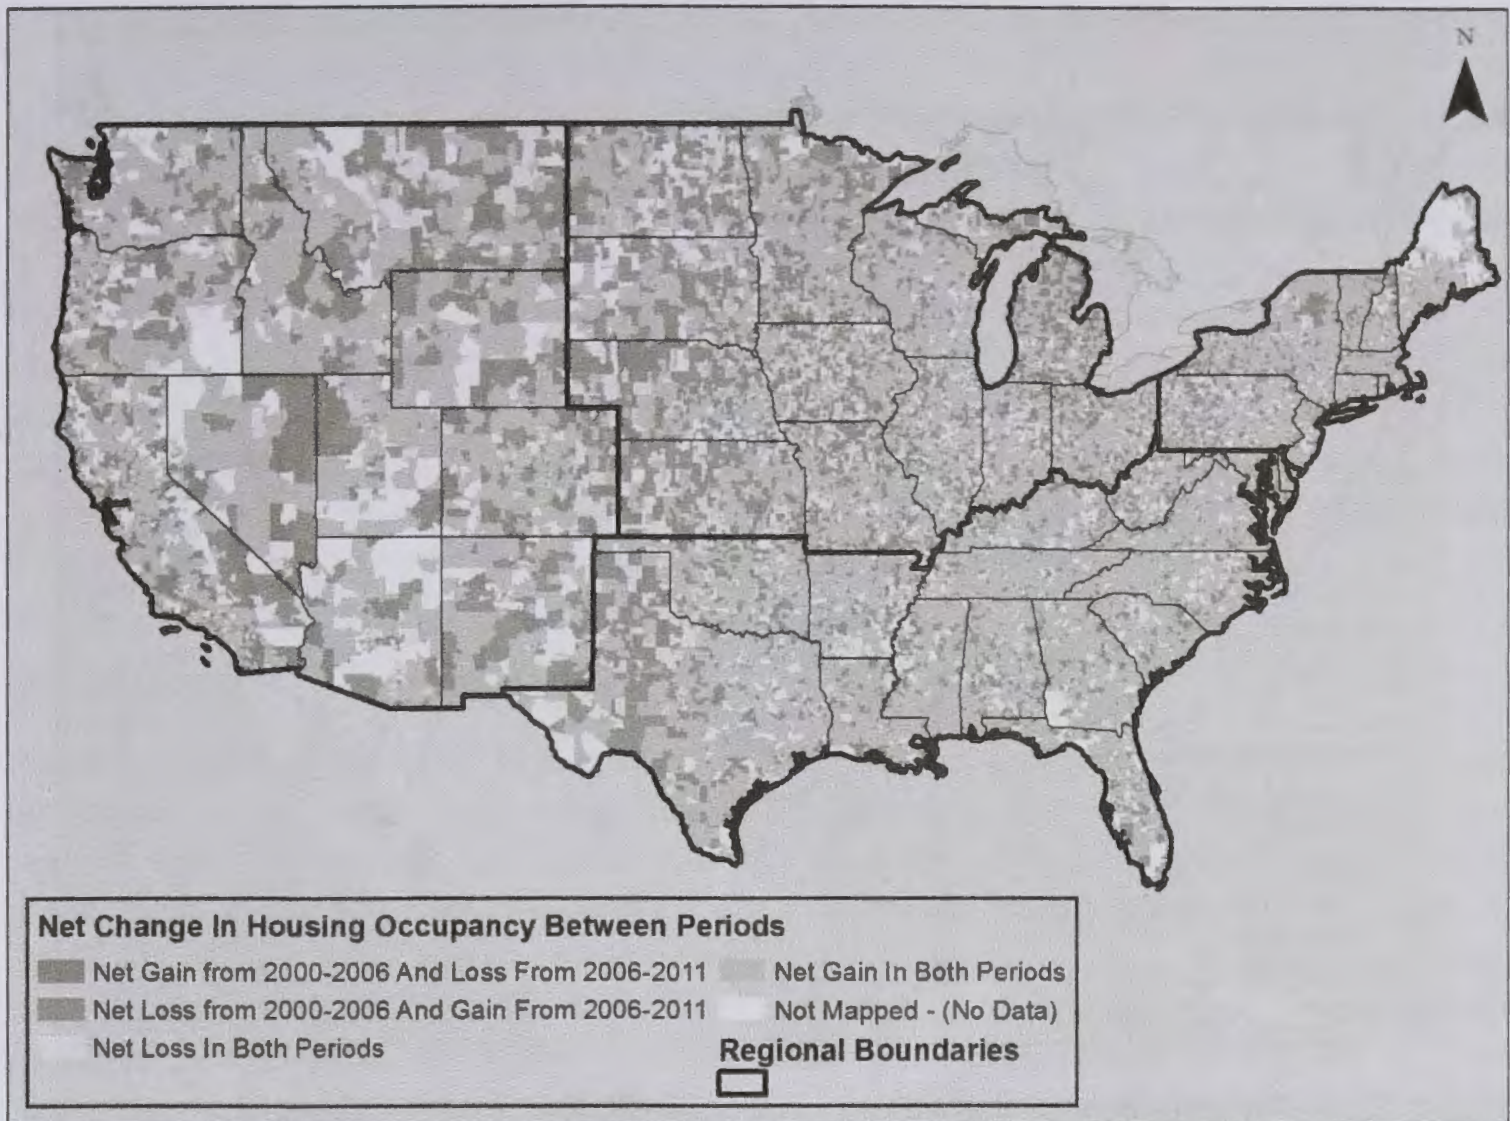 N
Net Change In Housing Occupancy Between Periods
Net Gain from 2000-2006 And Loss From 2006-2011
Net Loss from 2000-2006 And Gain From 2006-2011
Net Loss In Both Periods
Net Gain In Both Periods
Not Mapped - (No Data)
Regional Boundaries